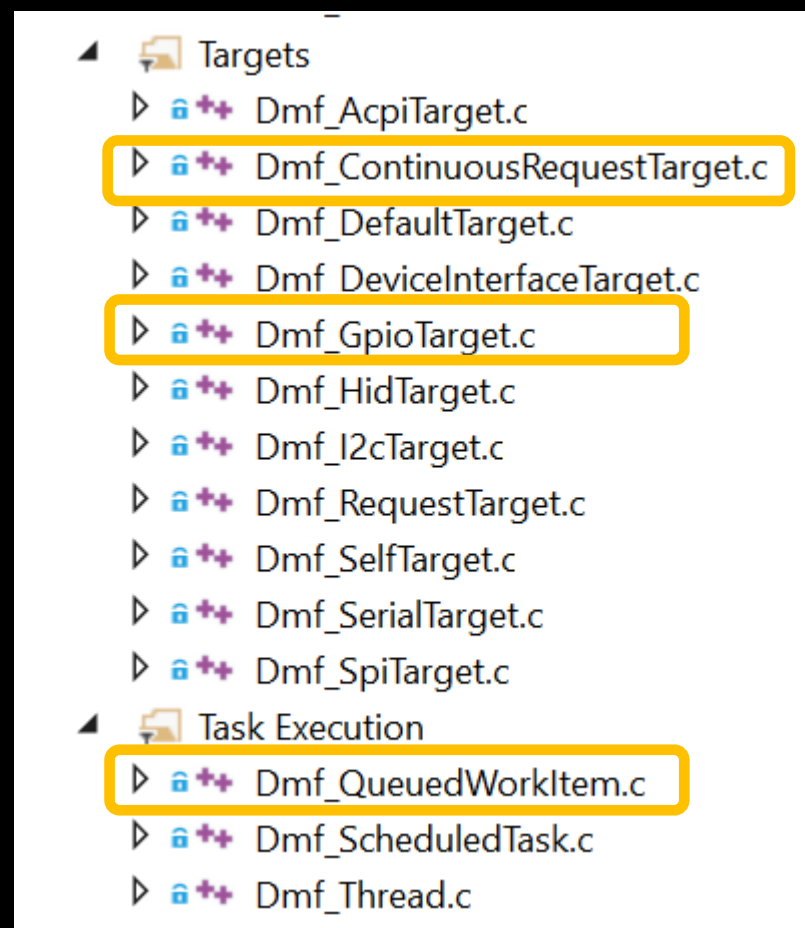 Targets
Dmf_AcpiTarget.c
Dmf_ContinuousRequestTarget.c
Dmf_DefaultTarget.c
Dmf_DeviceInterfaceTarget.c
Dmf_GpioTarget.c
Dmf_HidTarget.c
Dmf_I2cTarget.c
Dmf_RequestTarget.c
Dmf_SelfTarget.c
Dmf_SerialTarget.c
Dmf_SpiTarget.c
Task Execution
Dmf_QueuedWorkItem.c
Dmf_ScheduledTask.c
Dmf_Thread.c